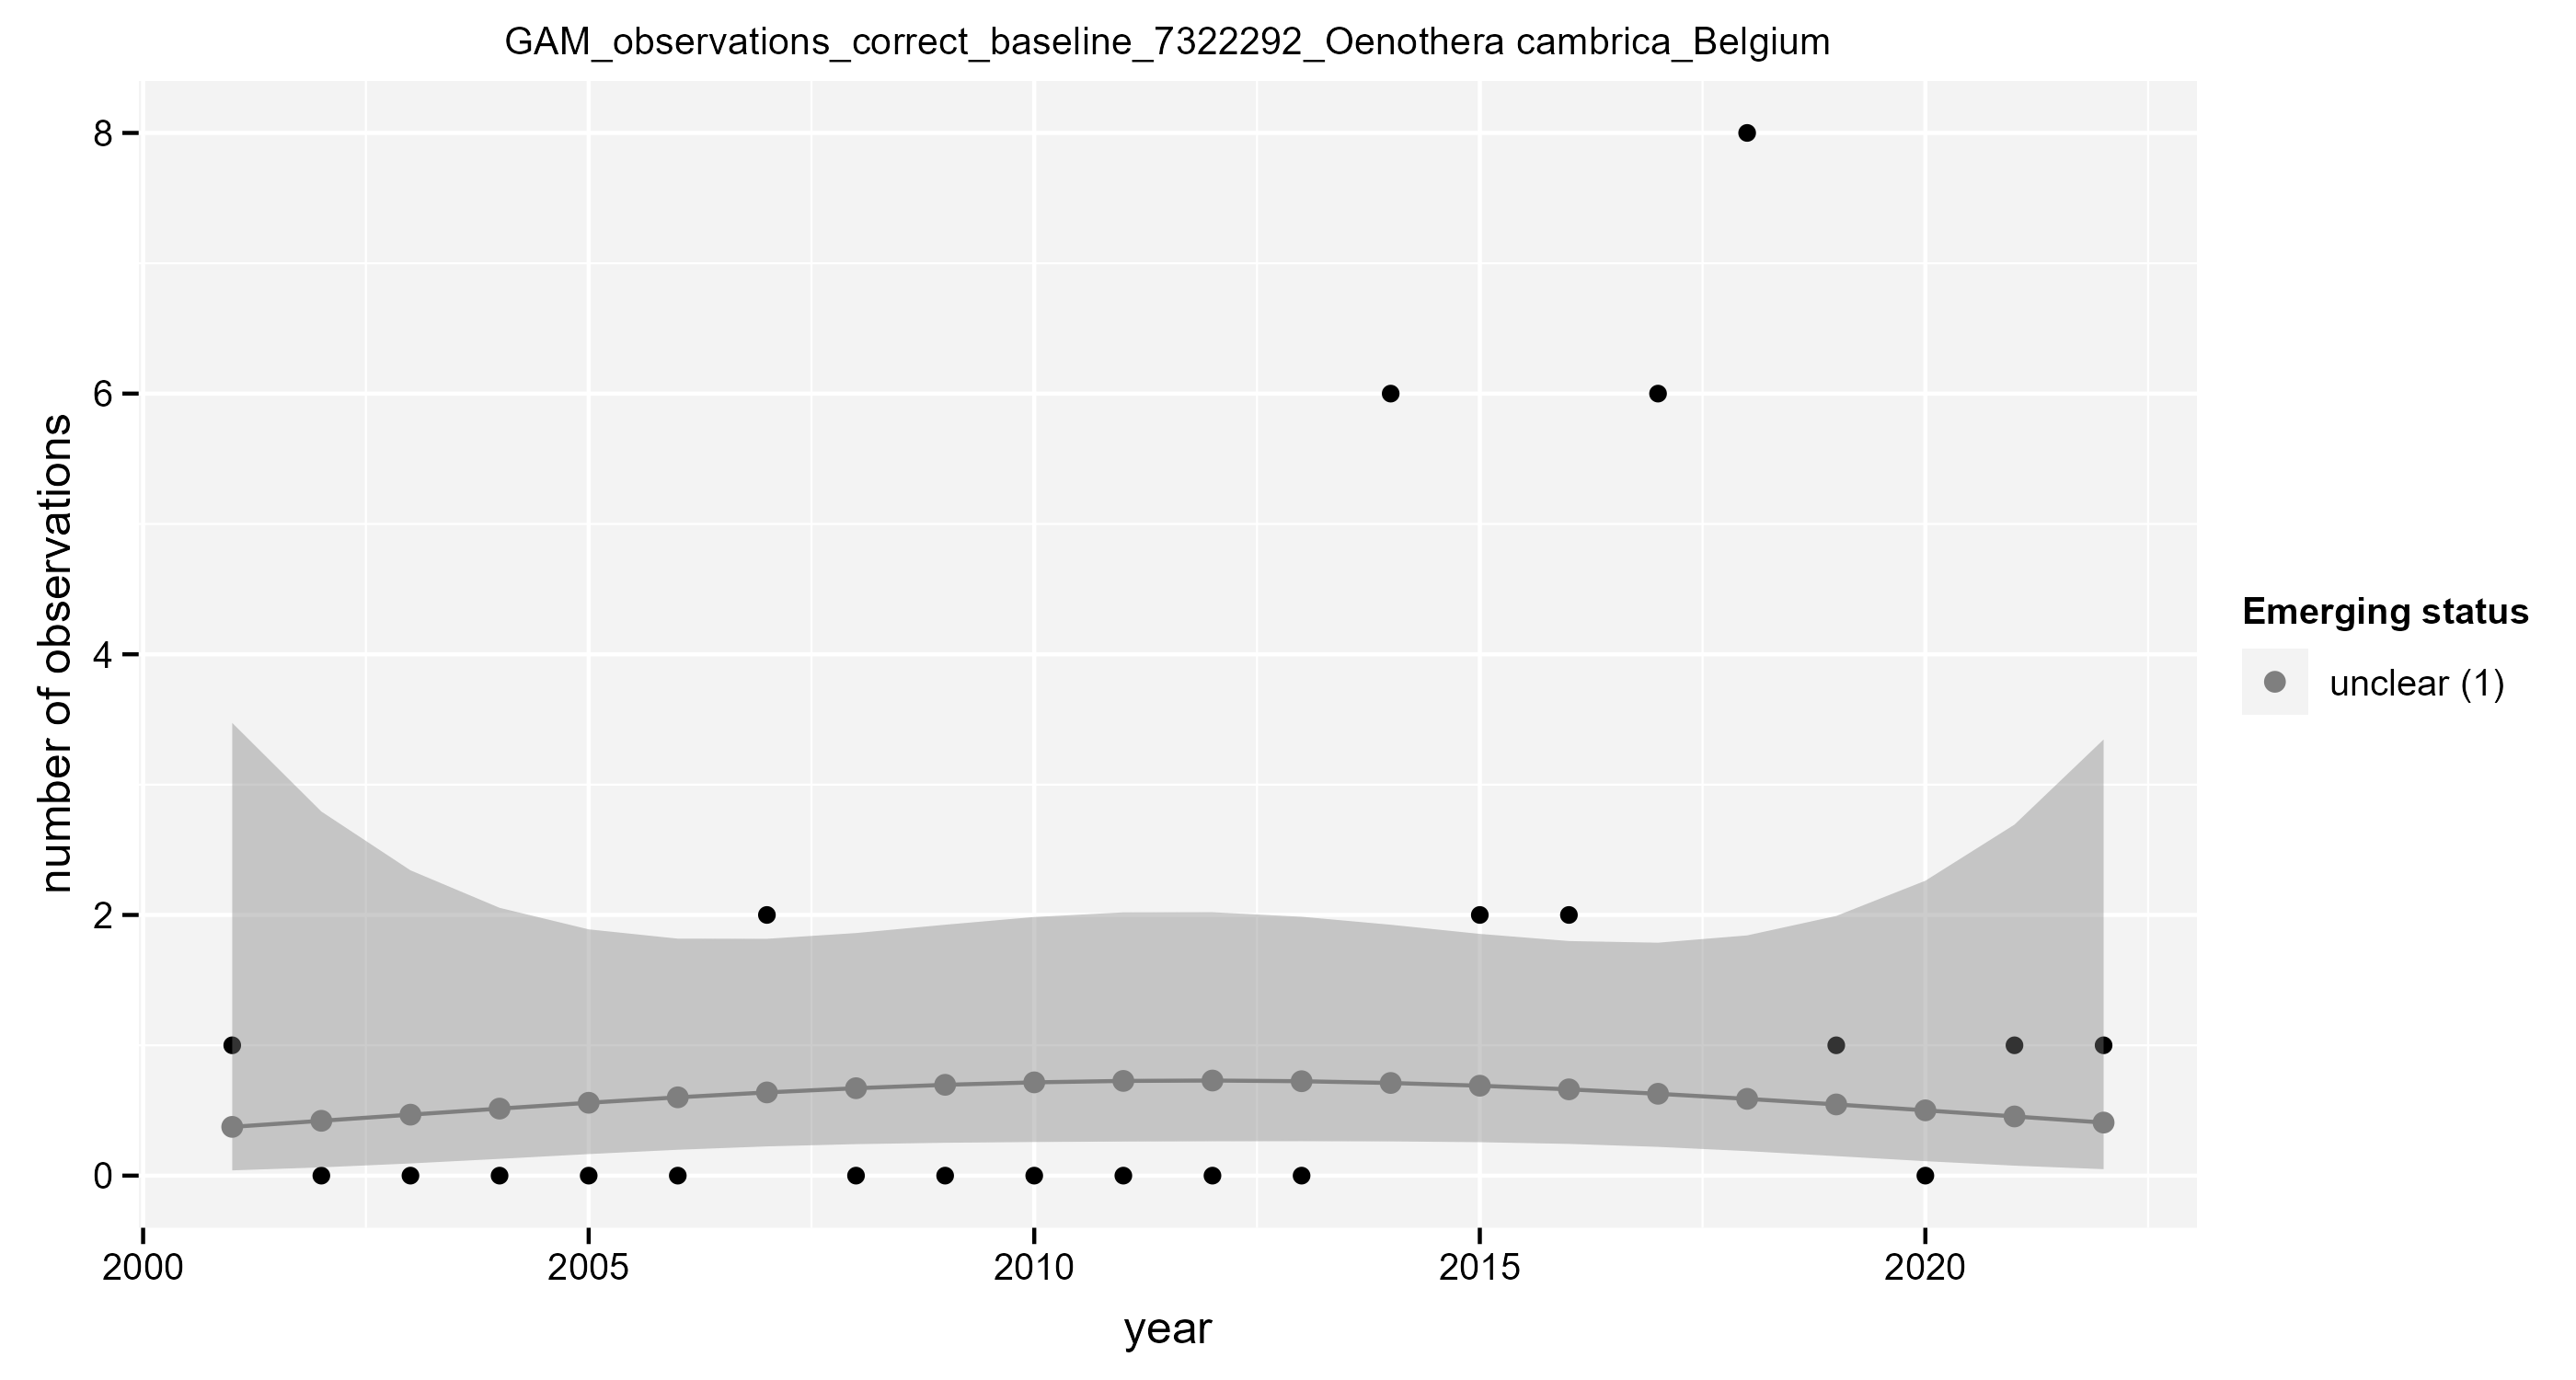 GAM_observations_correct_baseline_7322292_Oenothera cambrica_Belgium
number of observations
8
6
4
2
0
2000
2005
2010
2015
2020
year
Emerging status
unclear (1)